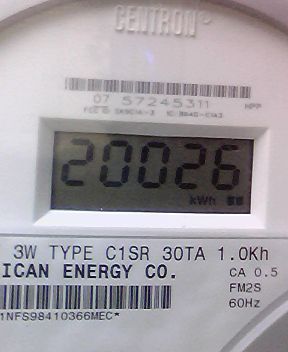 CENTRON
07 57245311 HPP
20026
kWh
3W TYPE C1SR 30TA 1.0Kh
ICAN ENERGY CO. CA 0.5
FM2S
1NFS98410366MEC* 60Hz